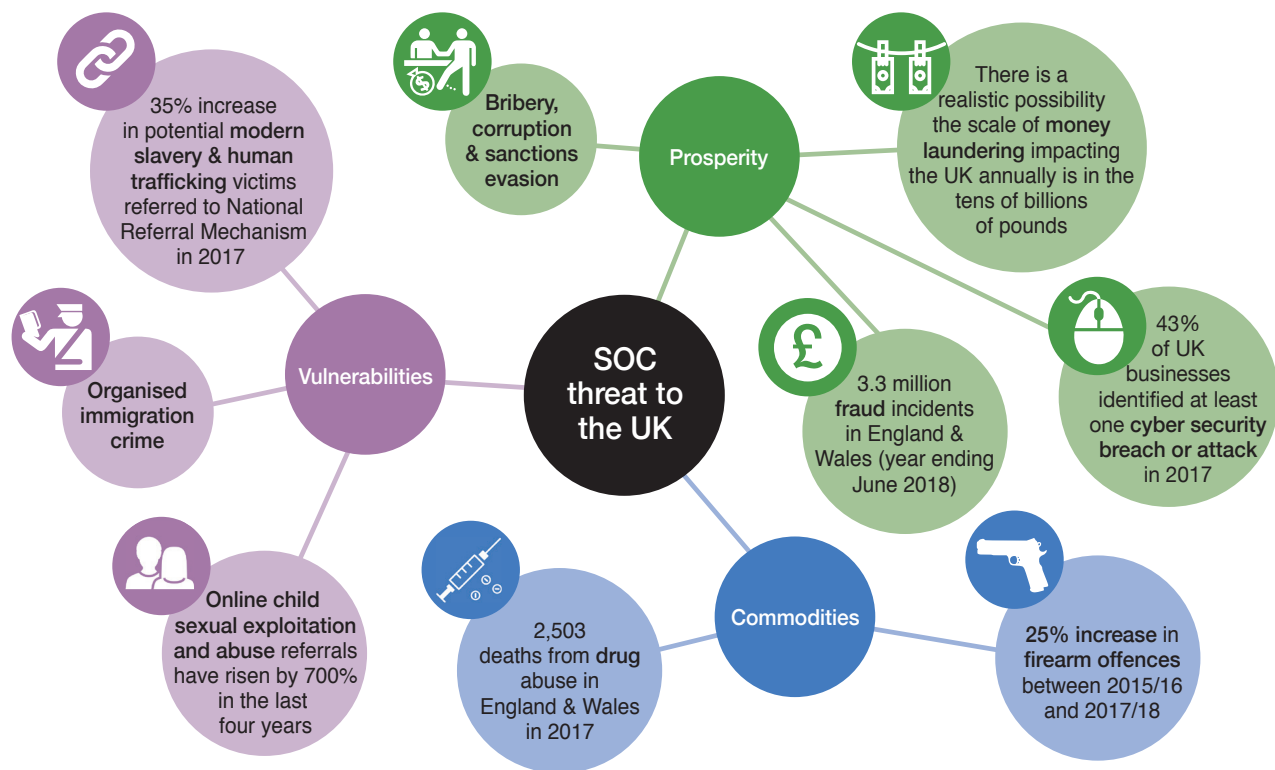 35% increase
in potential modern
slavery & human
trafficking victims
referred to National
Referral Mechanism
in 2017
Bribery,
corruption
& sanctions
evasion
Prosperity
There is a
realistic possibility
the scale of money
laundering impacting
the UK annually is in the
tens of billions
of pounds
Organised
immigration
crime
Vulnerabilities
SOC
threat to
the UK
£
3.3 million
fraud incidents
in England &
Wales (year ending
June 2018)
43%
of UK
businesses
identified at least
one cyber security
breach or attack
in 2017
Online child
sexual exploitation
and abuse referrals
have risen by 700%
in the last
four years
2,503
deaths from drug
abuse in
England & Wales
in 2017
Commodities
25% increase in
firearm offences
between 2015/16
and 2017/18